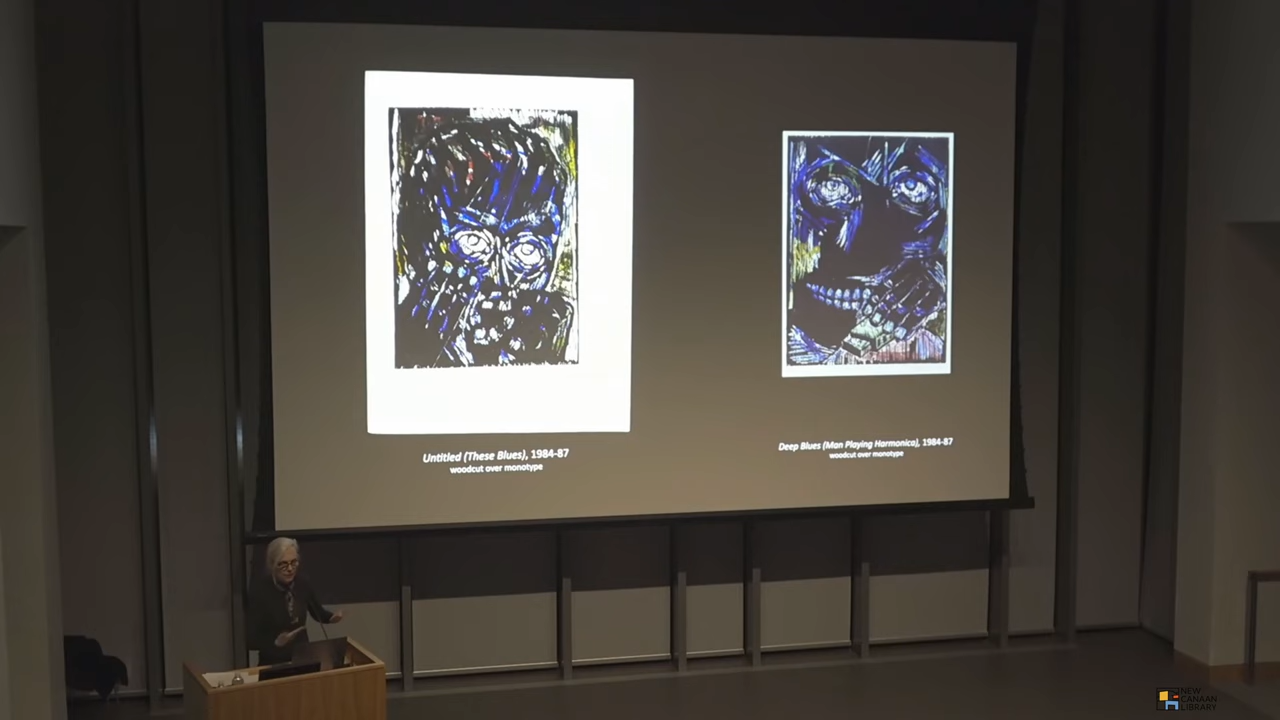 Untitled (These Blues), 1984-87
woodcut over monotype
Deep Blues (Man Playing Harmonica), 1984-87
woodcut over monotype
NEW
CANAAN
LIBRARY